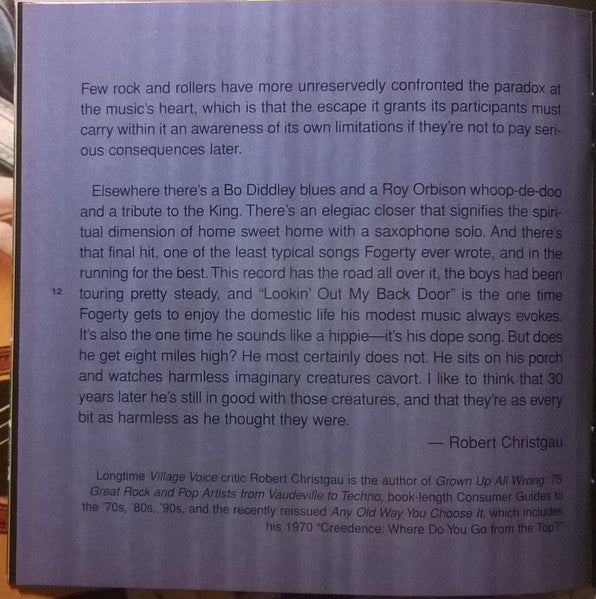 Few rock and rollers have more unreservedly confronted the paradox at
the music's heart, which is that the escape it grants its participants must
carry within it an awareness of its own limitations if they're not to pay seri-
ous consequences later.
Elsewhere there's a Bo Diddley blues and a Roy Orbison whoop-de-doo
and a tribute to the King. There's an elegiac closer that signifies the spiri-
tual dimension of home sweet home with a saxophone solo. And there's
that final hit, one of the least typical songs Fogerty ever wrote, and in the
running for the best. This record has the road all over it, the boys had been
12
touring pretty steady, and “Lookin' Out My Back Door” is the one time
Fogerty gets to enjoy the domestic life his modest music always evokes.
It's also the one time he sounds like a hippie—it's his dope song. But does
he get eight miles high? He most certainly does not. He sits on his porch
and watches harmless imaginary creatures cavort. I like to think that 30
years later he's still in good with those creatures, and that they're as every
bit as harmless as he thought they were.
— Robert Christgau
Longtime Village Voice critic Robert Christgau is the author of Grown Up All Wrong: 75
Great Rock and Pop Artists from Vaudeville to Techno, book-length Consumer Guides to
the '70s, '80s, '90s, and the recently reissued Any Old Way You Choose It, which includes
his 1970 “Creedence: Where Do You Go from the Top?”